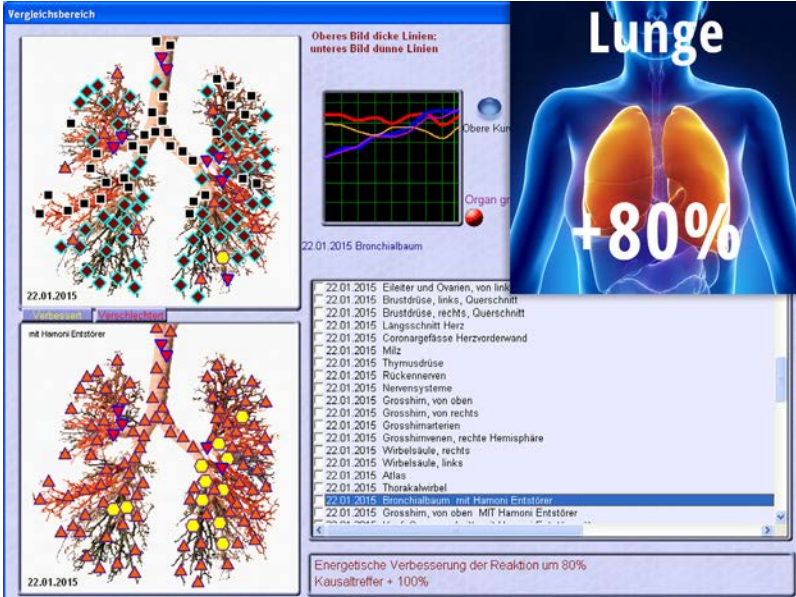 Vergleichsbereich
Oberes Bild dicke Linien;
unteres Bild dünne Linien
Lunge
+80%
Obere Kur
Organ gr
22.01.2015 Bronchialbaum
22.01.2015
Verbessert
Verschlechtert
mit Hamoni Entstörer
22.01.2015
22.01.2015 Eileiter und Ovarien, von link
22.01.2015 Brustdrüse, links, Querschnitt
22.01.2015 Brustdrüse, rechts, Querschnitt
22.01.2015 Längsschnitt Herz
22.01.2015 Coronargefässe Herzvorderwand
22.01.2015 Milz
22.01.2015 Thymusdrüse
22.01.2015 Rückennerven
22.01.2015 Nervensysteme
22.01.2015 Grosshirn, von oben
22.01.2015 Grosshirn, von rechts
22.01.2015 Grosshirnarterien
22.01.2015 Grosshirnvenen, rechte Hemisphäre
22.01.2015 Wirbelsäule, rechts
22.01.2015 Wirbelsäule, links
22.01.2015 Atlas
22.01.2015 Thorakalwirbel
22.01.2015 Bronchialbaum mit Hamoni Entstörer
22.01.2015 Grosshirn, von oben MIT Hamoni Entstörer
Energetische Verbesserung der Reaktion um 80%
Kausaltreffer + 100%